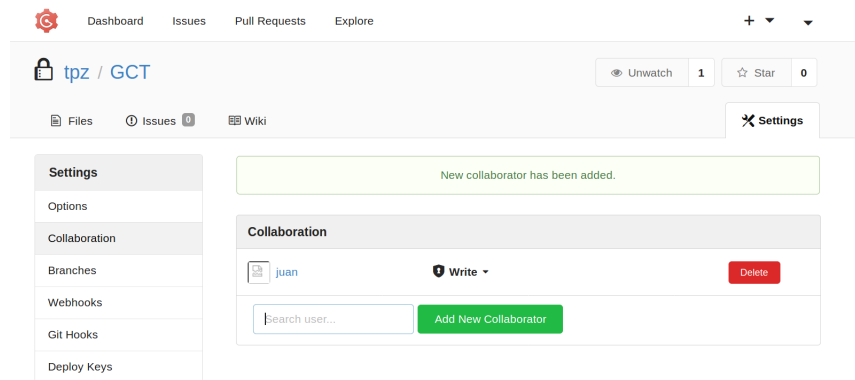 Dashboard Issues Pull Requests Explore
tpz / GCT
Unwatch 1 Star 0
Files Issues 0 Wiki Settings
Settings
Options
Collaboration
Branches
Webhooks
Git Hooks
Deploy Keys
New collaborator has been added.
Collaboration
juan Write Delete
Search user... Add New Collaborator